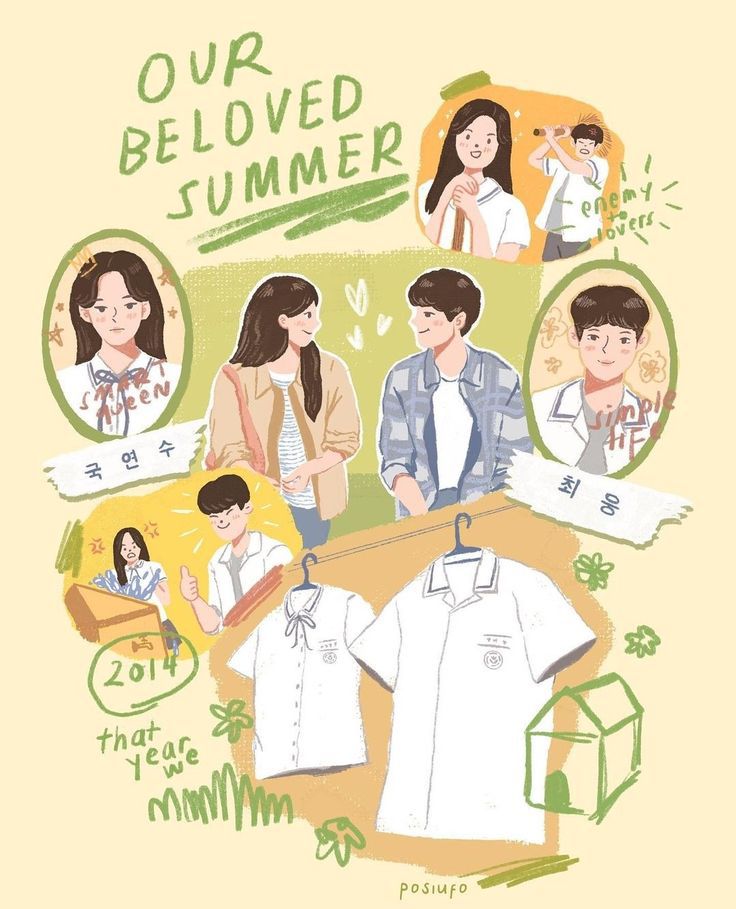 OUR
BELOVED
SUMMER
enemy
to
lovers
SMART
QUEEN
simple
life
국연수
최웅
2014
that
year
we
POSIUFO